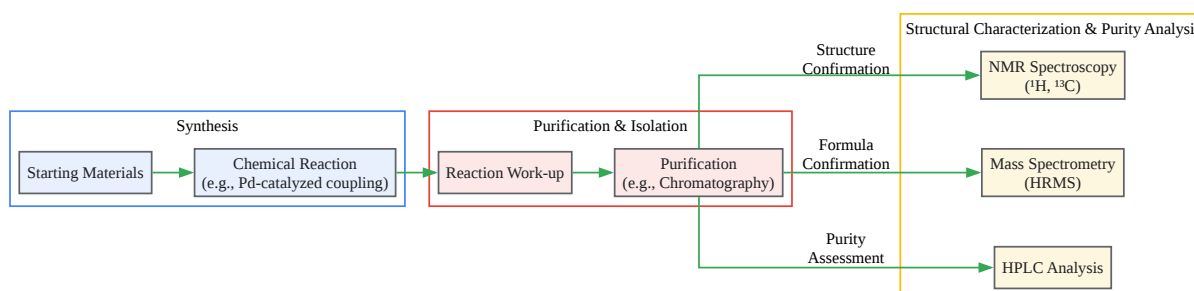 Synthesis
Starting Materials
Chemical Reaction
(e.g., Pd-catalyzed coupling)
Purification & Isolation
Reaction Work-up
Purification
(e.g., Chromatography)
Structure
Confirmation
Formula
Confirmation
Purity
Assessment
Structural Characterization & Purity Analysi
NMR Spectroscopy
(¹H, ¹³C)
Mass Spectrometry
(HRMS)
HPLC Analysis